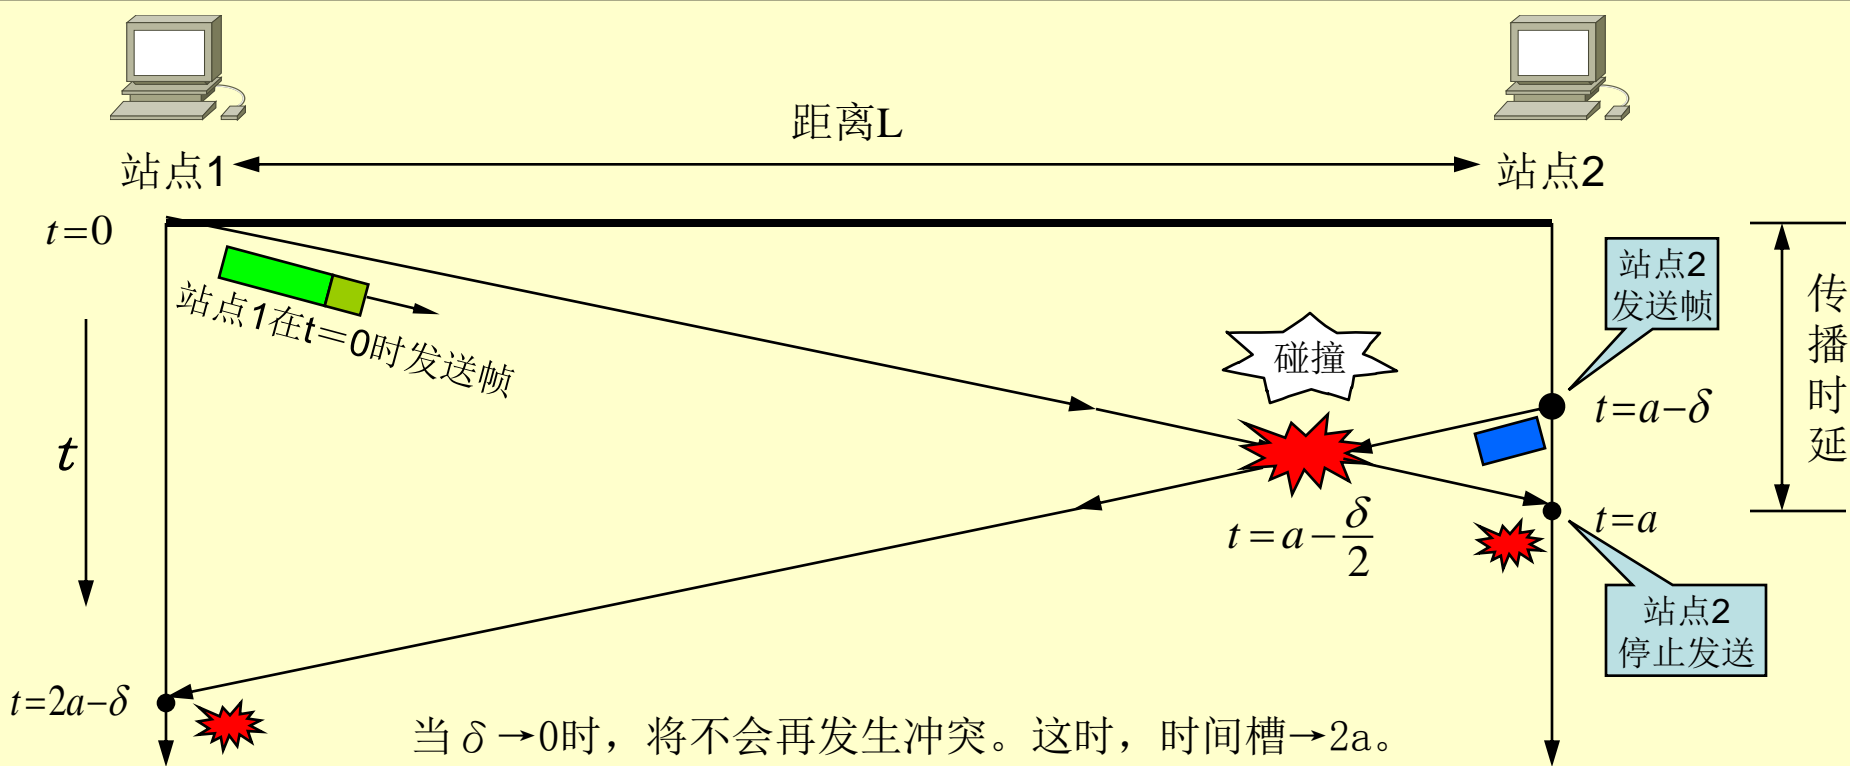 距离L
站点1
站点2
t=0
站点1在t＝0时发送帧
t
碰撞
站点2
发送帧
t=a−δ
传播时延
t=a−δ/2
t=a
站点2
停止发送
t=2a−δ
当δ→0时，将不会再发生冲突。这时，时间槽→2a。